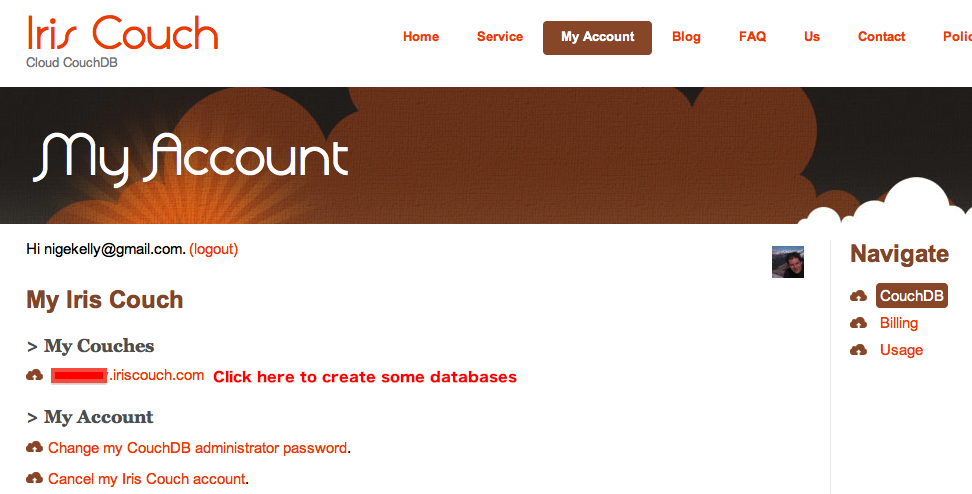 Iris Couch
Cloud CouchDB
Home Service My Account Blog FAQ Us Contact
My Account
Hi nigekelly@gmail.com. (logout)
Navigate
CouchDB
Billing
Usage
My Iris Couch
> My Couches
.iriscouch.com Click here to create some databases
> My Account
Change my CouchDB administrator password.
Cancel my Iris Couch account.